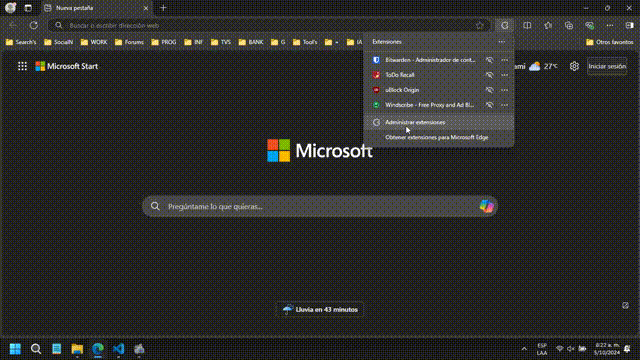 Nueva pestaña
Buscar o escribir dirección web
Search's SocialN WORK Forums PROG INF TVS BANK G Tool's IA Otros favoritos
Extensiones
Bitwarden - Administrador de cont...
ToDo Recall
uBlock Origin
Windscribe - Free Proxy and Ad Bl...
Administrar extensiones
Obtener extensiones para Microsoft Edge
Microsoft Start
27°C
Iniciar sesión
Microsoft
Pregúntame lo que quieras...
Lluvia en 43 minutos
ESP
LAA
8:22 a. m.
5/10/2024